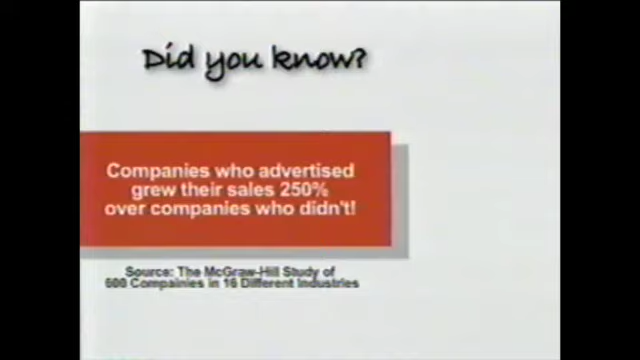 Did you know?
Companies who advertised
grew their sales 250%
over companies who didn't!
Source: The McGraw-Hill Study of
600 Compainies in 16 Different Industries